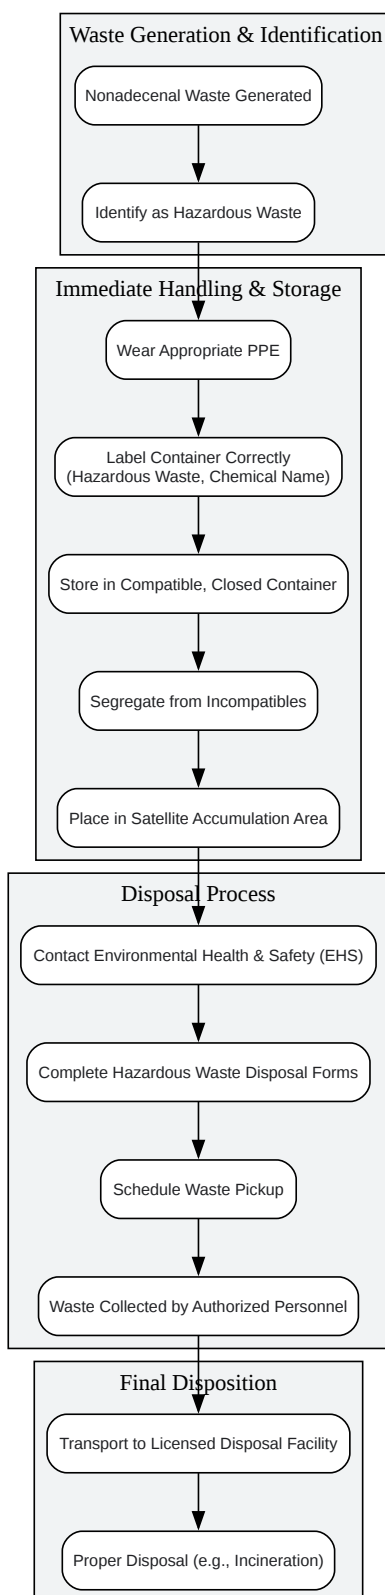 Waste Generation & Identification
Nonadecenal Waste Generated
Identify as Hazardous Waste
Immediate Handling & Storage
Wear Appropriate PPE
Label Container Correctly
(Hazardous Waste, Chemical Name)
Store in Compatible, Closed Container
Segregate from Incompatibles
Place in Satellite Accumulation Area
Disposal Process
Contact Environmental Health & Safety (EHS)
Complete Hazardous Waste Disposal Forms
Schedule Waste Pickup
Waste Collected by Authorized Personnel
Final Disposition
Transport to Licensed Disposal Facility
Proper Disposal (e.g., Incineration)